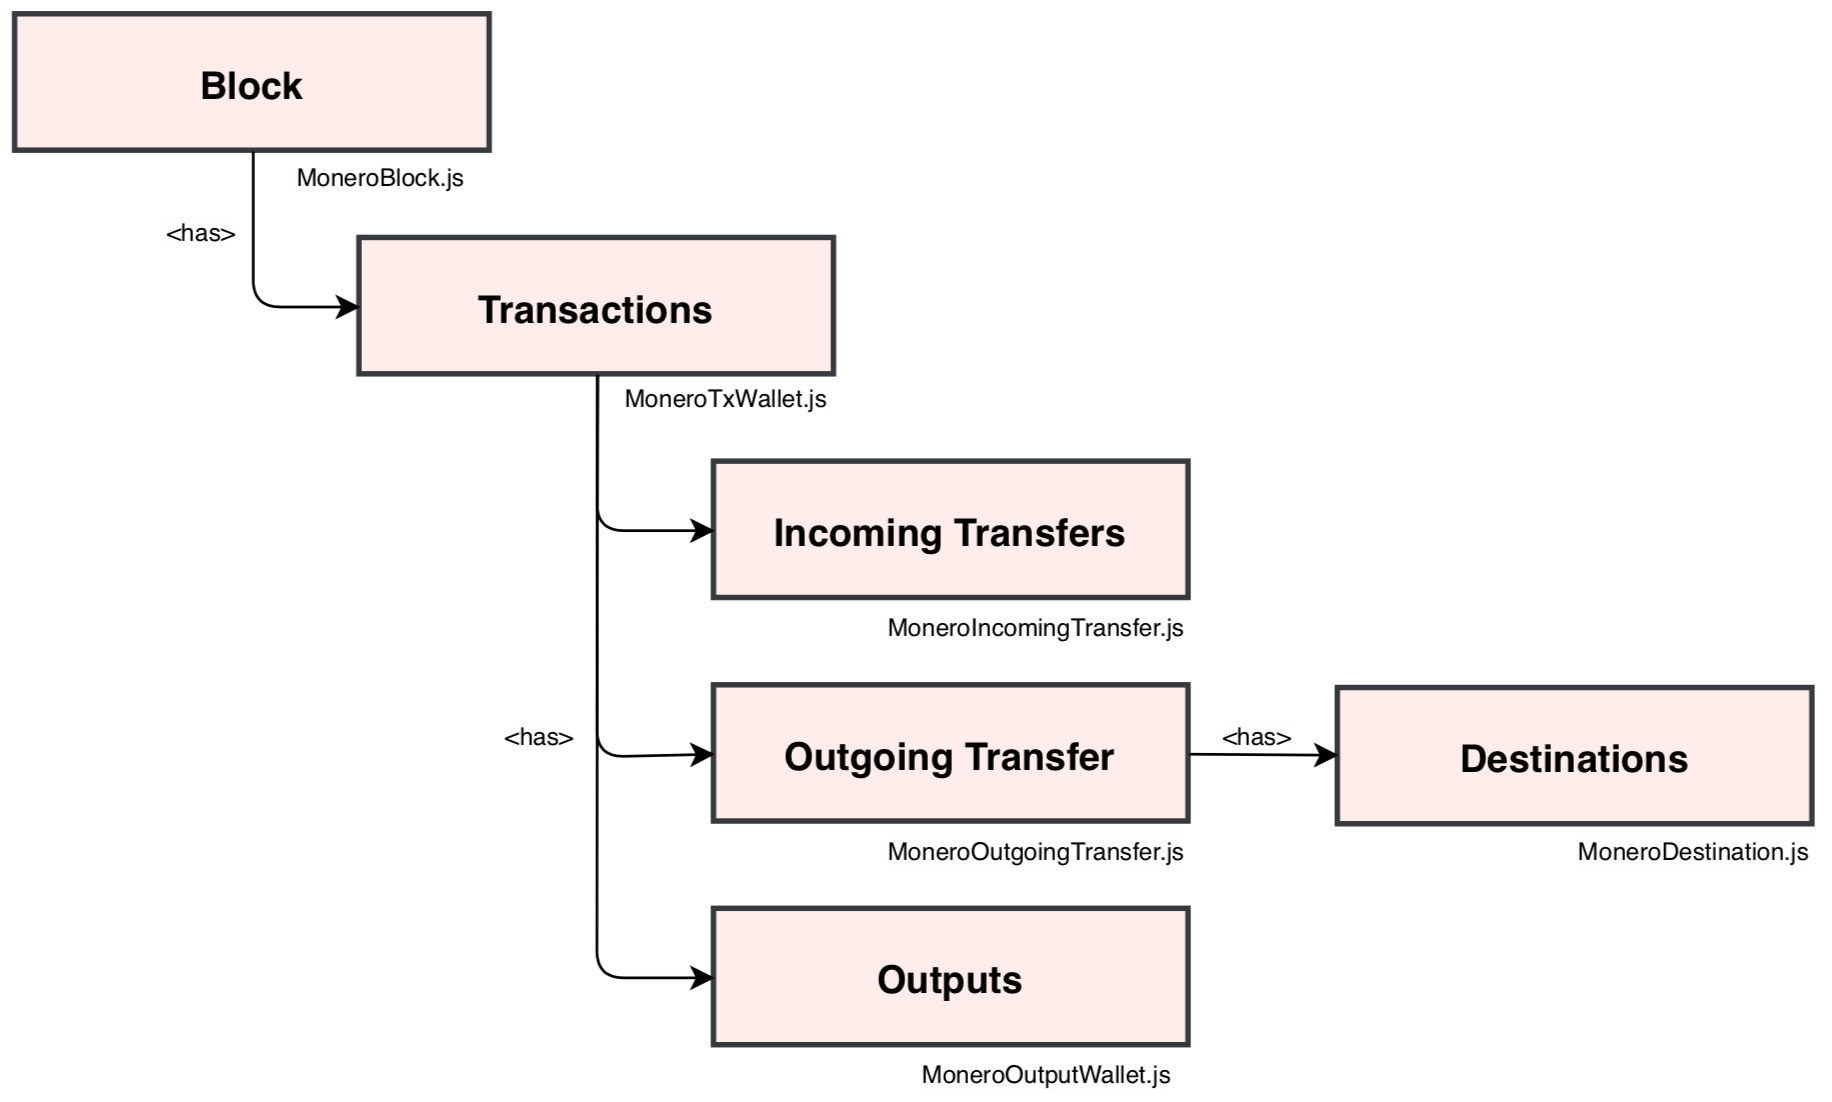 Block
MoneroBlock.js
<has>
Transactions
MoneroTxWallet.js
Incoming Transfers
MoneroIncomingTransfer.js
<has>
Outgoing Transfer
<has>
Destinations
MoneroOutgoingTransfer.js
MoneroDestination.js
Outputs
MoneroOutputWallet.js